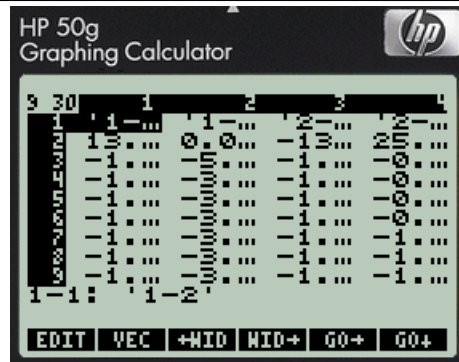 HP 50g
Graphing Calculator
hp
9 30 1 2 3 4
1 '1-… '1-… '2-… '2-…
2 13.… 0.0… -13… 25.…
3 -1.… -5.… -1.… -0.…
4 -1.… -3.… -1.… -0.…
5 -1.… -3.… -1.… -0.…
6 -1.… -3.… -1.… -0.…
7 -1.… -3.… -1.… -1.…
8 -1.… -3.… -1.… -1.…
9 -1.… -3.… -1.… -1.…
1-1: '1-2'
EDIT VEC ←WID WID→ GO→ GO↓